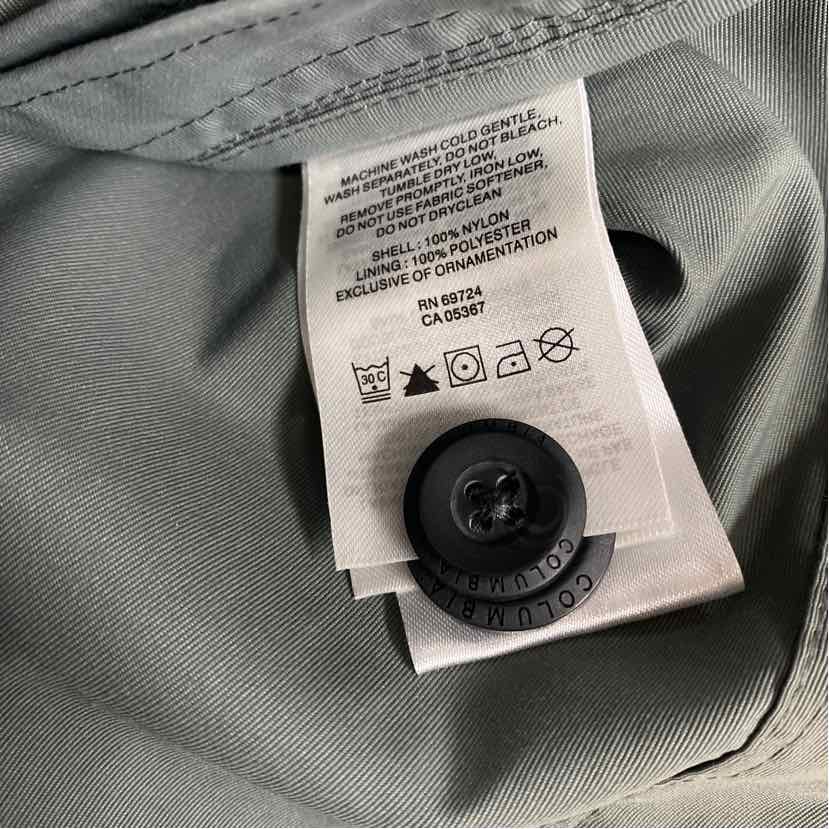 MACHINE WASH COLD GENTLE,
WASH SEPARATELY, DO NOT BLEACH,
TUMBLE DRY LOW,
REMOVE PROMPTLY, IRON LOW,
DO NOT USE FABRIC SOFTENER,
DO NOT DRYCLEAN
SHELL : 100% NYLON
LINING : 100% POLYESTER
EXCLUSIVE OF ORNAMENTATION
RN 69724
CA 05367
30 C
COLUMBIA
COLUMBIA